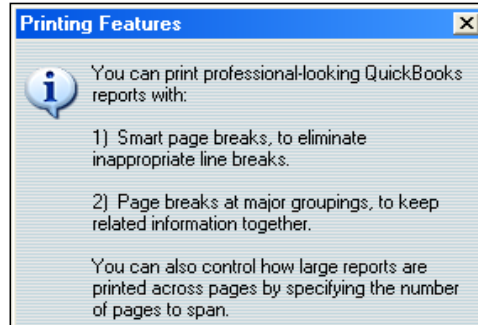 Printing Features
You can print professional-looking QuickBooks
reports with:
1) Smart page breaks, to eliminate
inappropriate line breaks.
2) Page breaks at major groupings, to keep
related information together.
You can also control how large reports are
printed across pages by specifying the number
of pages to span.